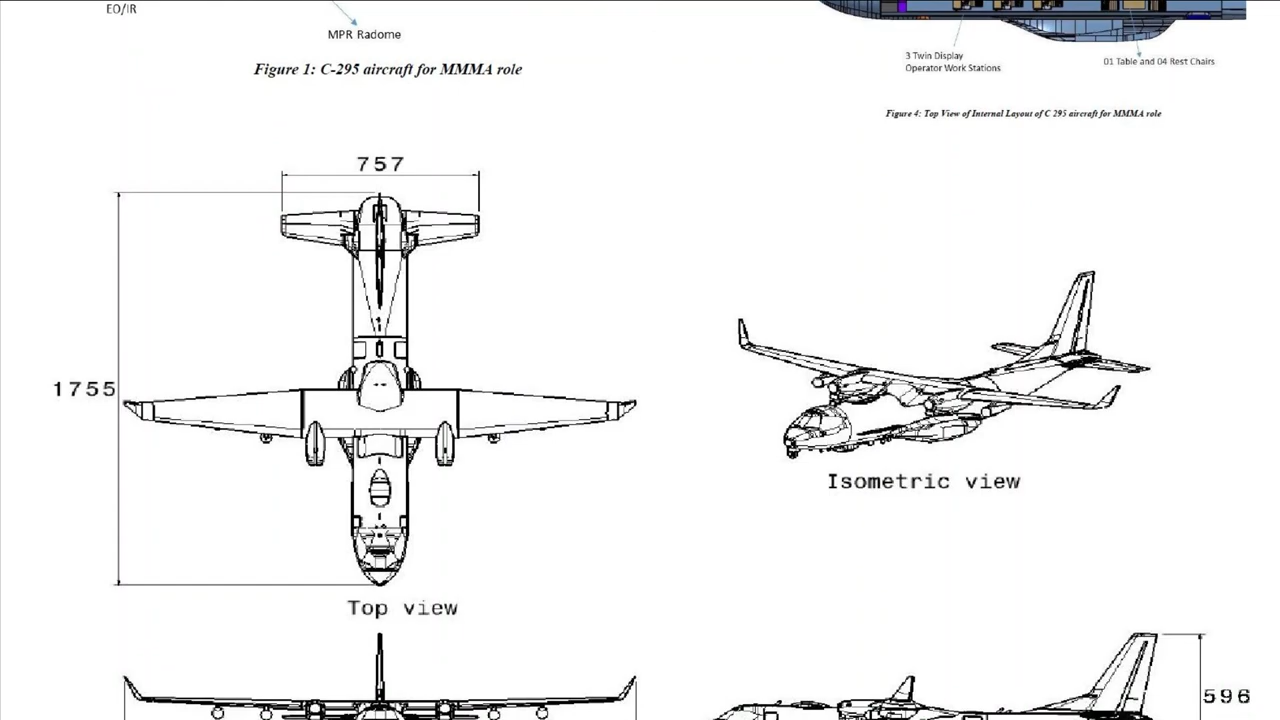 EO/IR
MPR Radome
Figure 1: C-295 aircraft for MMMA role
3 Twin Display
Operator Work Stations
01 Table and 04 Rest Chairs
Figure 4: Top View of Internal Layout of C 295 aircraft for MMMA role
757
1755
Isometric view
Top view
596